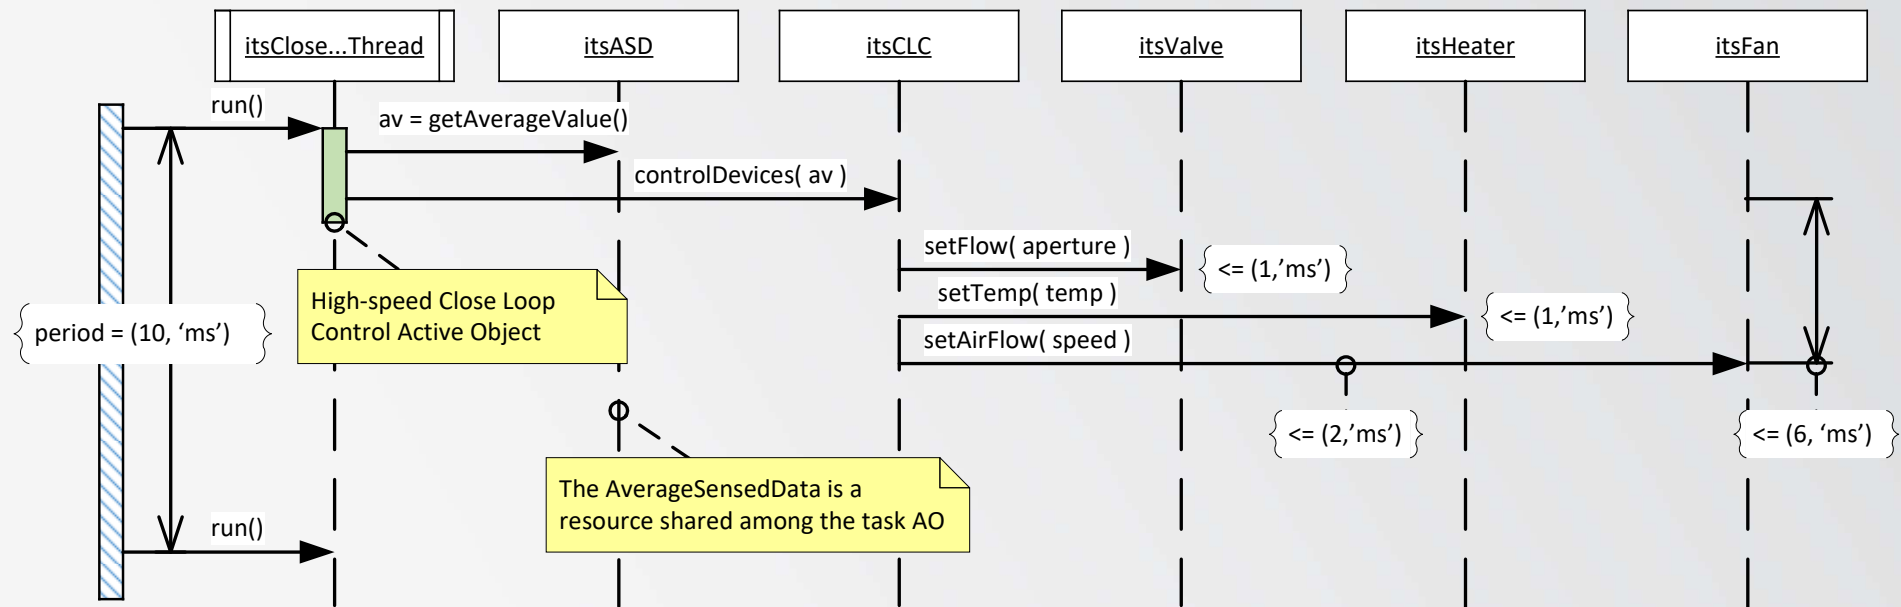 itsClose...Thread
itsASD
itsCLC
itsValve
itsHeater
itsFan
run()
av = getAverageValue()
controlDevices( av )
setFlow( aperture )
<= (1,’ms’)
setTemp( temp )
<= (1,’ms’)
setAirFlow( speed )
High-speed Close Loop
Control Active Object
period = (10, ‘ms’)
<= (2,’ms’)
<= (6, ‘ms’)
The AverageSensedData is a
resource shared among the task AO
run()